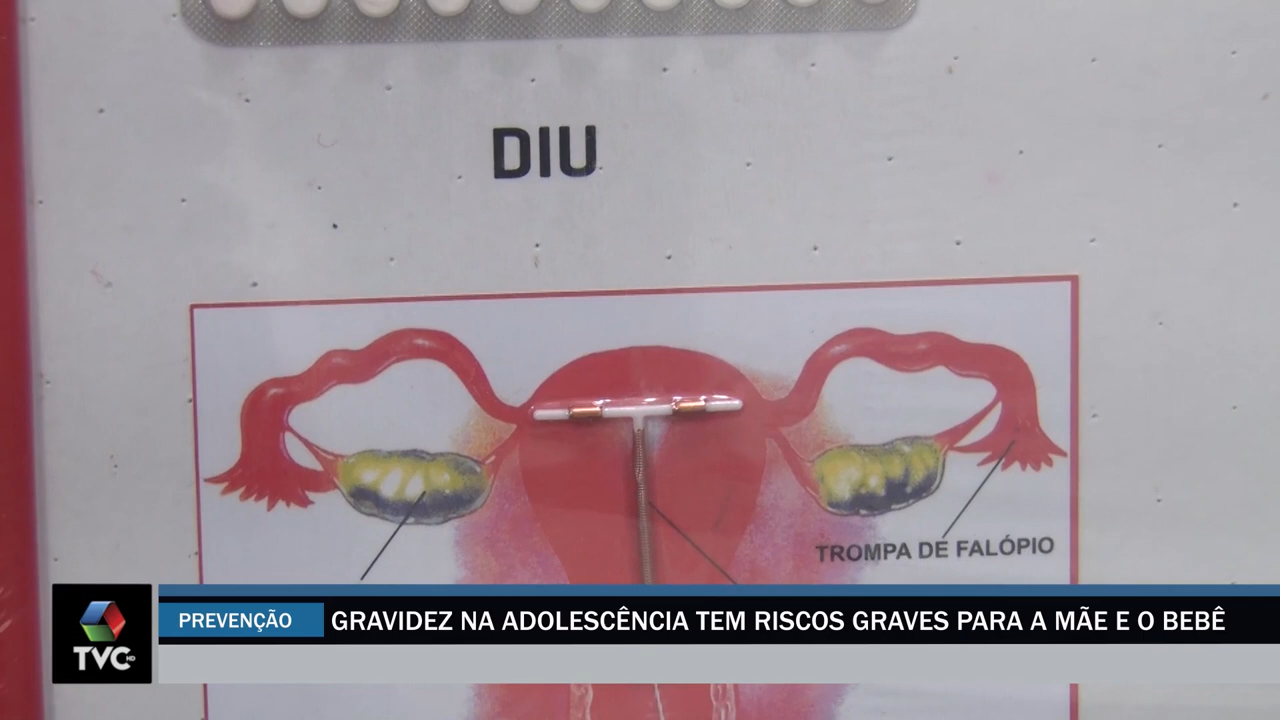 DIU
TROMPA DE FALÓPIO
PREVENÇÃO
GRAVIDEZ NA ADOLESCÊNCIA TEM RISCOS GRAVES PARA A MÃE E O BEBÊ
TVC HD